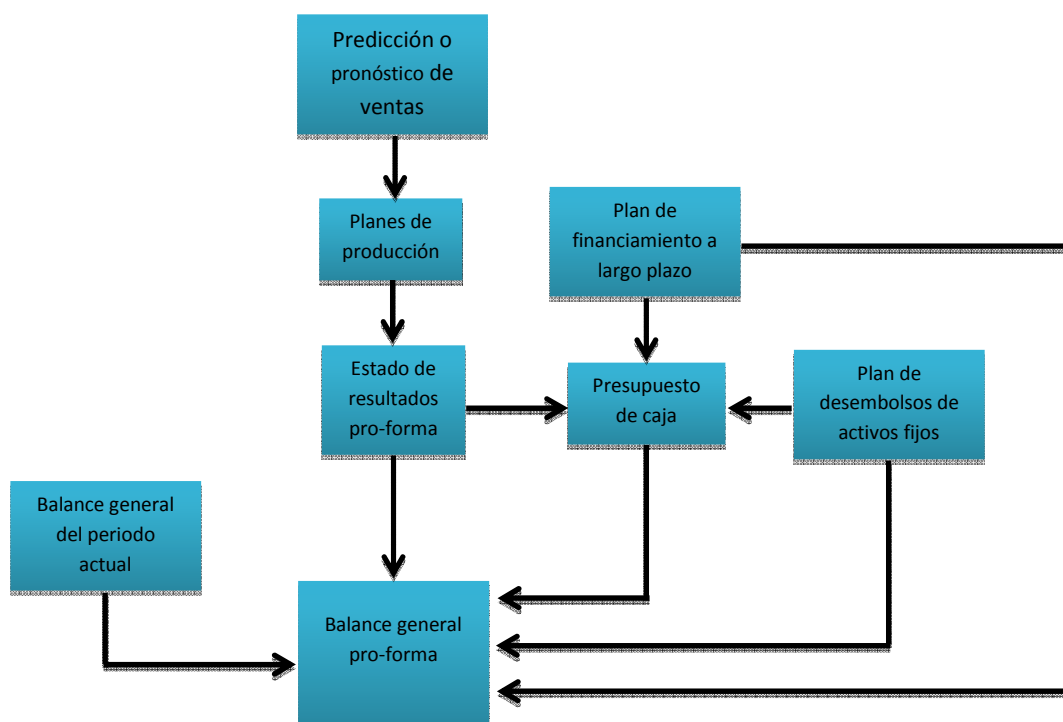 Predicción o
pronóstico de
ventas
Planes de
producción
Plan de
financiamiento a
largo plazo
Estado de
resultados
pro-forma
Presupuesto
de caja
Plan de
desembolsos de
activos fijos
Balance general
del periodo
actual
Balance general
pro-forma